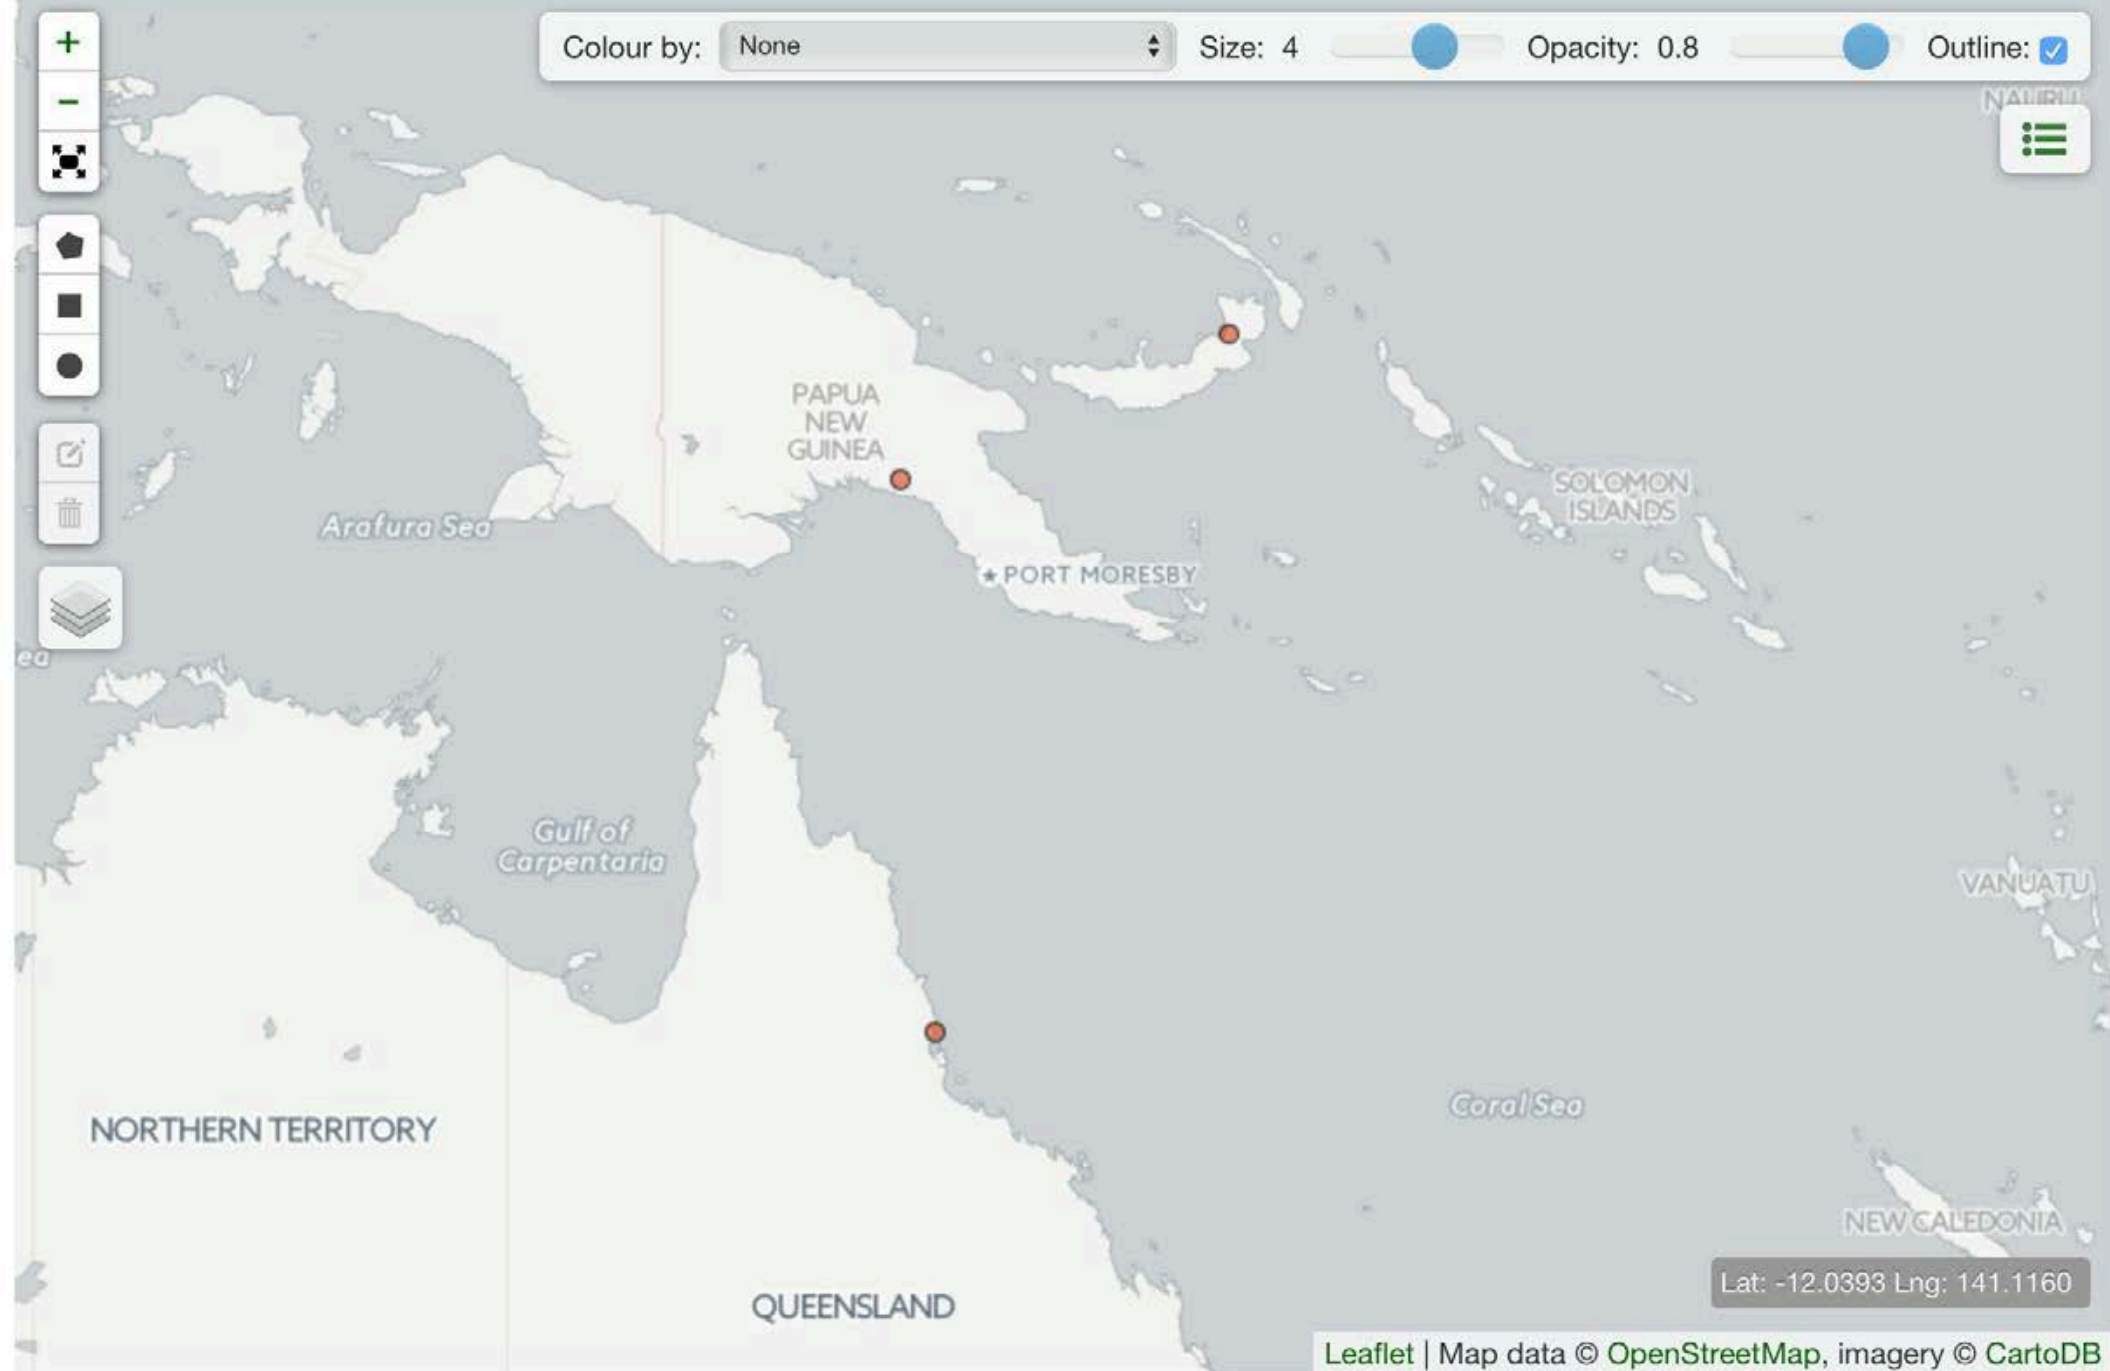 +
Colour by: None Size: 4 Opacity: 0.8 Outline:
−
NAURU
PAPUA
NEW
GUINEA
SOLOMON
ISLANDS
Arafura Sea
PORT MORESBY
ea
Gulf of
Carpentaria
VANUATU
Coral Sea
NORTHERN TERRITORY
NEW CALEDONIA
Lat: -12.0393 Lng: 141.1160
QUEENSLAND
Leaflet | Map data © OpenStreetMap, imagery © CartoDB